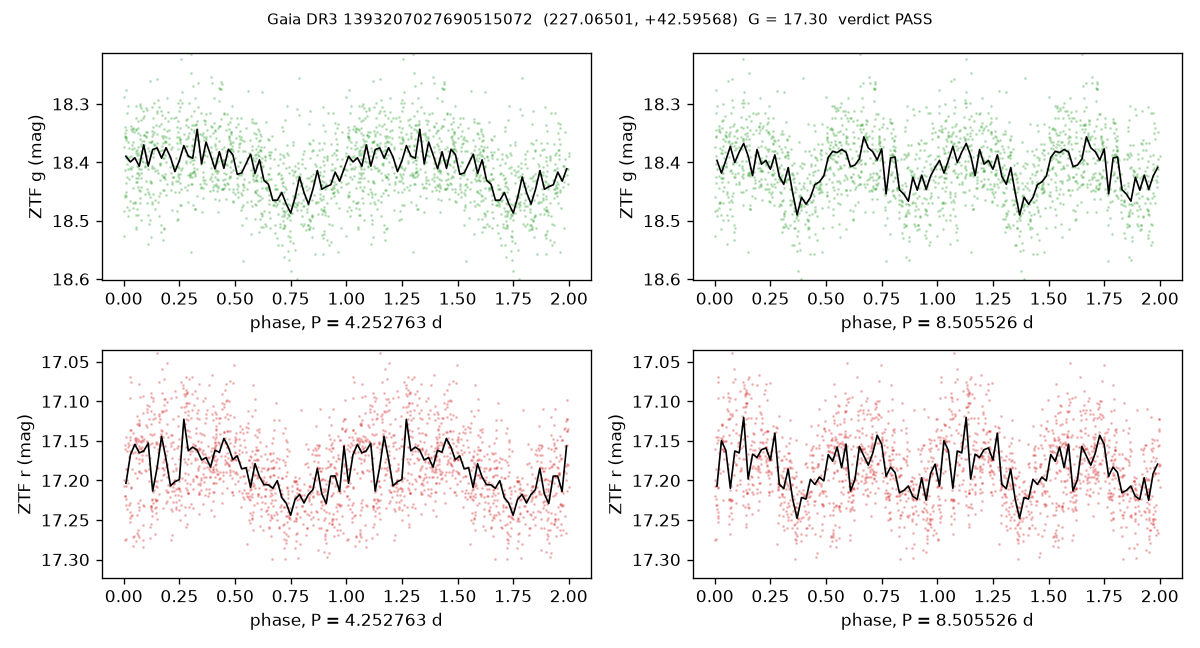 Gaia DR3 1393207027690515072  (227.06501, +42.59568)  G = 17.30  verdict PASS
ZTF g (mag)
18.3
18.4
18.5
18.6
0.00 0.25 0.50 0.75 1.00 1.25 1.50 1.75 2.00
phase, P = 4.252763 d
ZTF g (mag)
18.3
18.4
18.5
18.6
0.00 0.25 0.50 0.75 1.00 1.25 1.50 1.75 2.00
phase, P = 8.505526 d
ZTF r (mag)
17.05
17.10
17.15
17.20
17.25
17.30
0.00 0.25 0.50 0.75 1.00 1.25 1.50 1.75 2.00
phase, P = 4.252763 d
ZTF r (mag)
17.05
17.10
17.15
17.20
17.25
17.30
0.00 0.25 0.50 0.75 1.00 1.25 1.50 1.75 2.00
phase, P = 8.505526 d